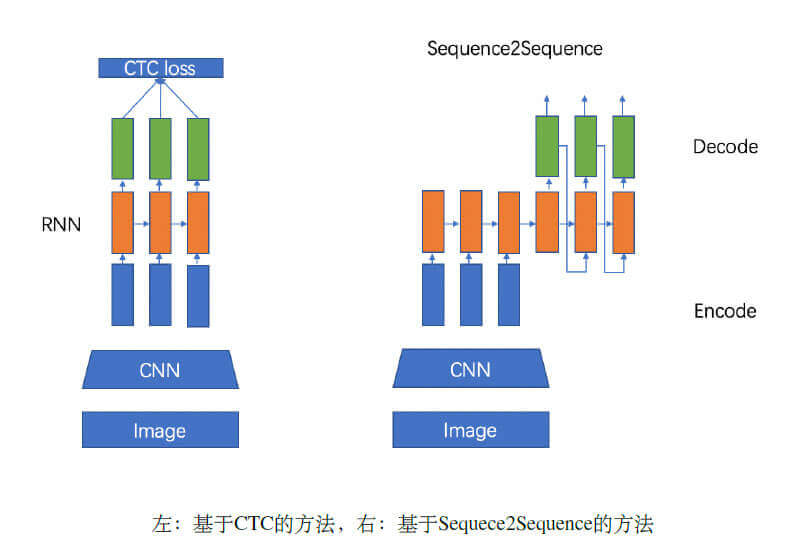 Sequence2Sequence
CTC loss
Decode
RNN
Encode
CNN
CNN
Image
Image
左：基于CTC的方法，右：基于Sequece2Sequence的方法